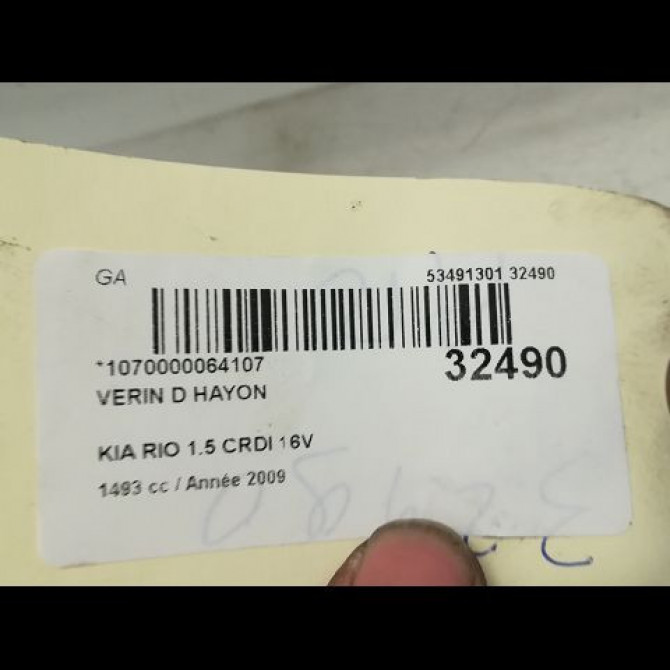 GA 53491301 32490
*1070000064107 32490
VERIN D HAYON
KIA RIO 1.5 CRDI 16V
1493 cc / Année 2009